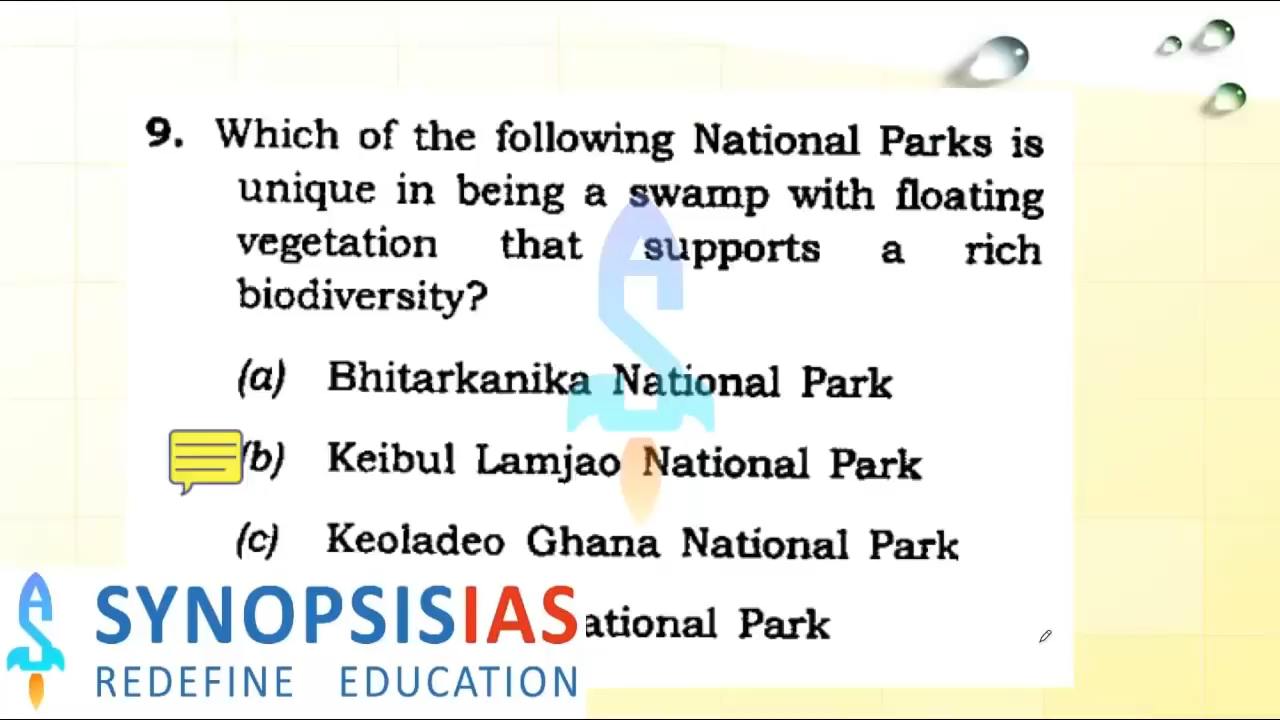 9. Which of the following National Parks is
unique in being a swamp with floating
vegetation that supports a rich
biodiversity?
(a) Bhitarkanika National Park
(b) Keibul Lamjao National Park
(c) Keoladeo Ghana National Park
ational Park
SYNOPSISIAS
REDEFINE EDUCATION